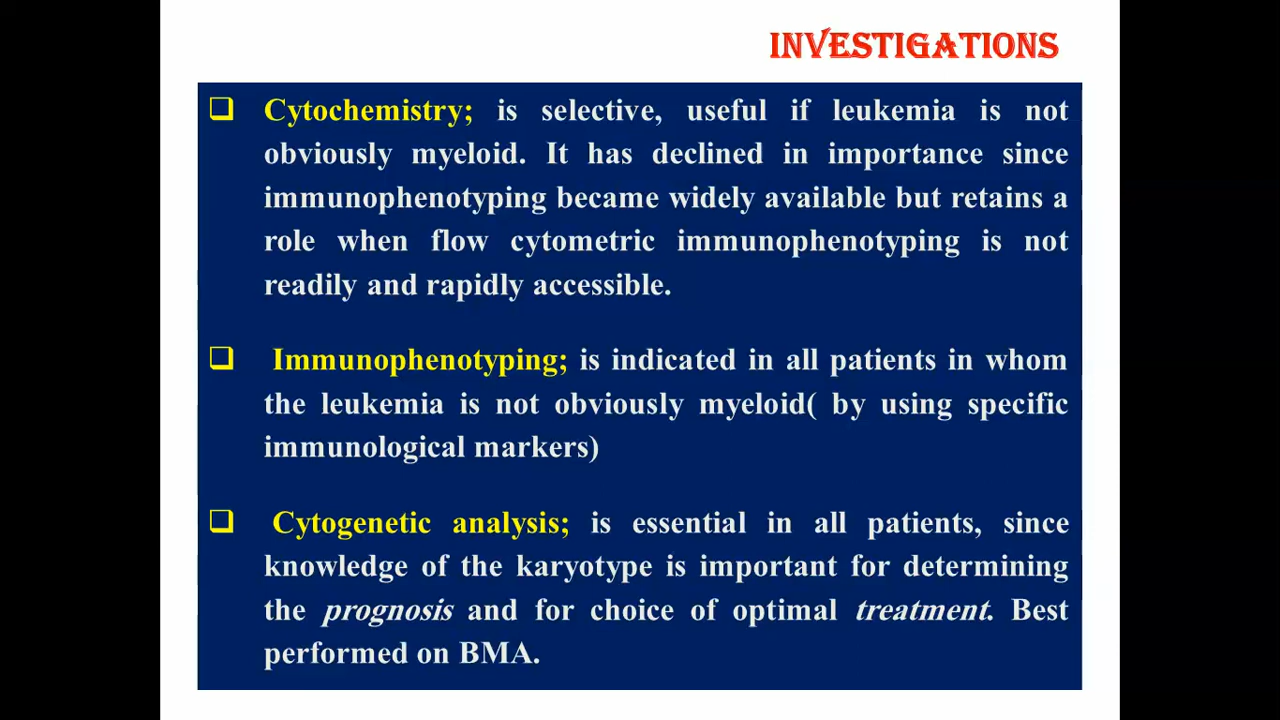 INVESTIGATIONS
❑ Cytochemistry; is selective, useful if leukemia is not
obviously myeloid. It has declined in importance since
immunophenotyping became widely available but retains a
role when flow cytometric immunophenotyping is not
readily and rapidly accessible.
❑ Immunophenotyping; is indicated in all patients in whom
the leukemia is not obviously myeloid( by using specific
immunological markers)
❑ Cytogenetic analysis; is essential in all patients, since
knowledge of the karyotype is important for determining
the prognosis and for choice of optimal treatment. Best
performed on BMA.